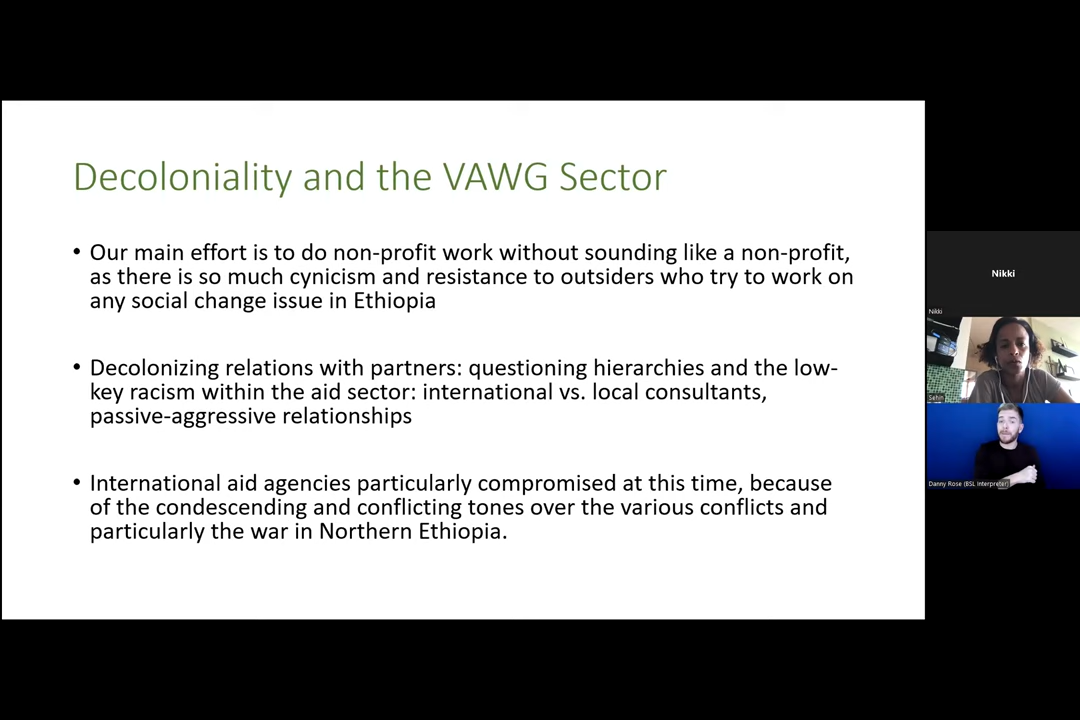 Decoloniality and the VAWG Sector
• Our main effort is to do non-profit work without sounding like a non-profit,
as there is so much cynicism and resistance to outsiders who try to work on
any social change issue in Ethiopia
• Decolonizing relations with partners: questioning hierarchies and the low-
key racism within the aid sector: international vs. local consultants,
passive-aggressive relationships
• International aid agencies particularly compromised at this time, because
of the condescending and conflicting tones over the various conflicts and
particularly the war in Northern Ethiopia.
Nikki
Nikki
Sehin
Danny Rose (BSL Interpreter)